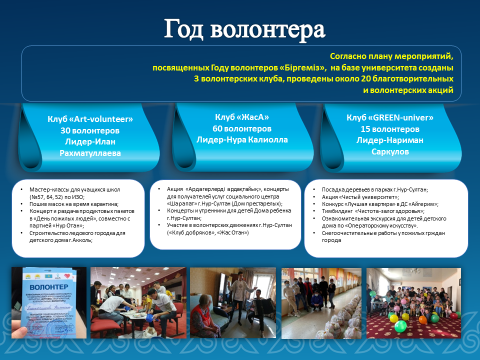 Год волонтера
Согласно плану мероприятий,
посвященных Году волонтеров «Біргеміз», на базе университета созданы
3 волонтерских клуба, проведены около 20 благотворительных
и волонтерских акций
Клуб «Art-volunteer»
30 волонтеров
Лидер-Илан
Рахматуллаева
Клуб «ЖасА»
60 волонтеров
Лидер-Нура Калиолла
Клуб «GREEN-univer»
15 волонтеров
Лидер-Нариман
Саркулов
• Мастер-классы для учащихся школ
(№57, 64, 52) по ИЗО;
• Пошив масок на время карантина;
• Концерт и раздача продуктовых пакетов
в «День пожилых людей», совместно с
партией «Нур Отан»;
• Строительство ледового городка для
детского дома г.Акколь;
• Акция «Ардагерлерді ардақтайық», концерты
для получателей услуг социального центра
«Шарапат» г.Нур-Султан (Дом престарелых);
• Концерты и утренники для детей Дома ребенка
г.Нур-Султан;
• Участие в волонтерских движениях г.Нур-Султан
(«Клуб добряков», «Жас Отан»)
• Посадка деревьев в парках г.Нур-Султан;
• Акция «Чистый университет»;
• Конкурс «Лучшая квартира» в ДС «Айгерим»;
• Тимбилдинг «Чистота-залог здоровья»;
• Ознакомительная экскурсия для детей детского
дома по «Операторскому искусству».
• Снегоочистительные работы у пожилых граждан
города
ВОЛОНТЕР